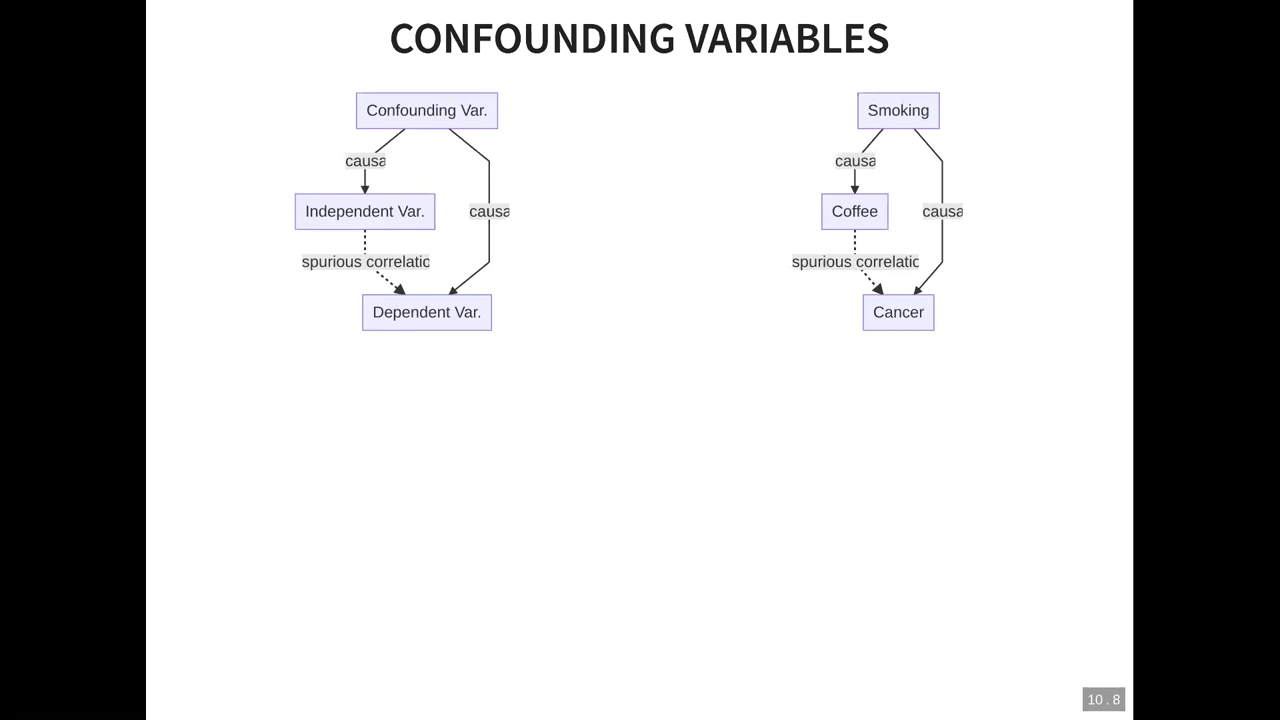 CONFOUNDING VARIABLES
Confounding Var.
causa
Independent Var.
causa
spurious correlatic
Dependent Var.
Smoking
causa
Coffee
causa
spurious correlatic
Cancer
10 . 8